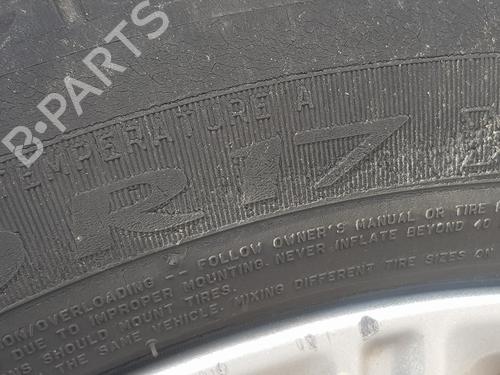 B-PARTS
TEMPERATURE A
R17
/OVERLOADING -- FOLLOW OWNER'S MANUAL OR TIRE
DUE TO IMPROPER MOUNTING. NEVER INFLATE BEYOND 40
SHOULD MOUNT TIRES.
THE SAME VEHICLE. MIXING DIFFERENT TIRE SIZES ON